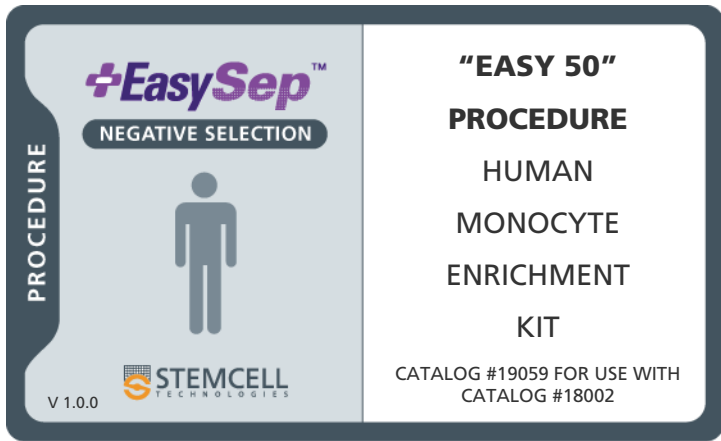 PROCEDURE
EasySep™
NEGATIVE SELECTION
STEMCELL
TECHNOLOGIES
V 1.0.0
“EASY 50”
PROCEDURE
HUMAN
MONOCYTE
ENRICHMENT
KIT
CATALOG #19059 FOR USE WITH
CATALOG #18002